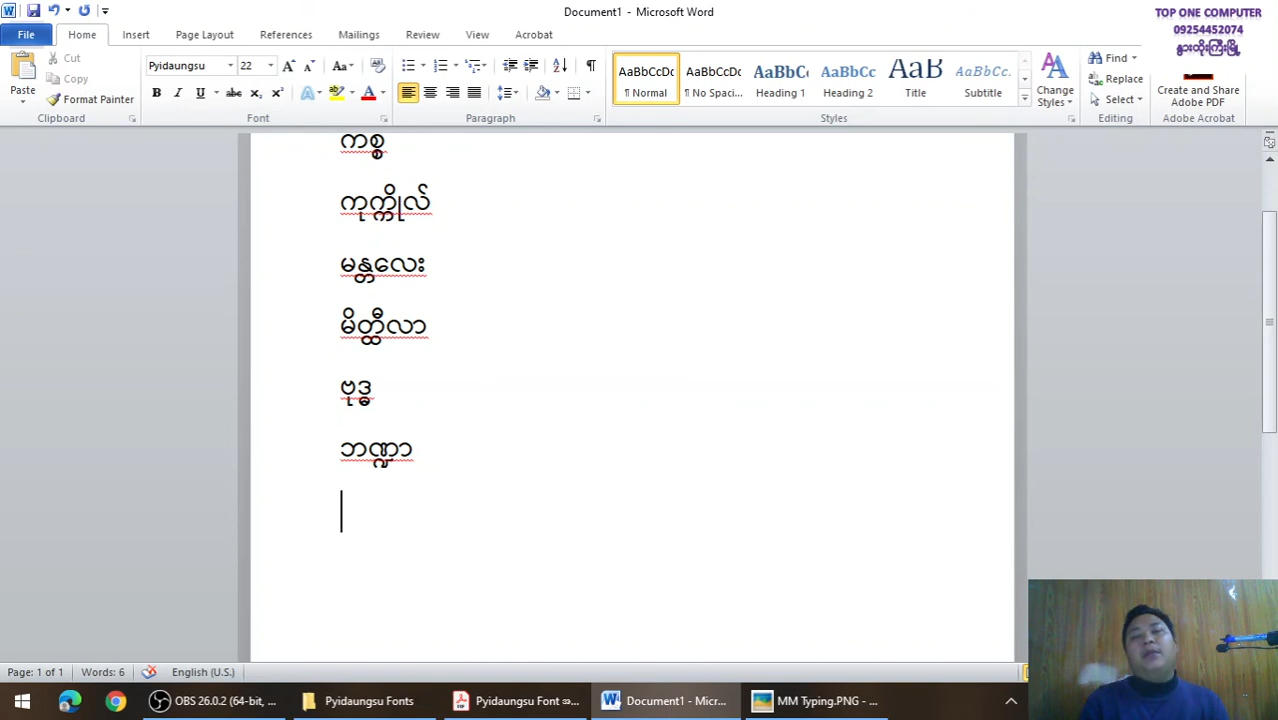 Document1 - Microsoft Word
TOP ONE COMPUTER
09254452074
နွားထိုးကြီးမြို့
File Home Insert Page Layout References Mailings Review View Acrobat
Paste
Cut
Copy
Format Painter
Clipboard
Pyidaungsu 22
Font
Paragraph
AaBbCcDc AaBbCcDc AaBbCc AaBbCc AaB AaBbCc.
¶ Normal ¶ No Spaci... Heading 1 Heading 2 Title Subtitle
Styles
Change Styles
Find
Replace
Select
Editing
Create and Share Adobe PDF
Adobe Acrobat
ကစ္စ
ကုက္ကိုလ်
မန္တလေး
မိတ္ထီလာ
ဗုဒ္ဓ
ဘဏ္ဍာ
Page: 1 of 1 Words: 6 English (U.S.)
OBS 26.0.2 (64-bit, ... Pyidaungsu Fonts Pyidaungsu Font အ... Document1 - Micr... MM Typing.PNG - ...